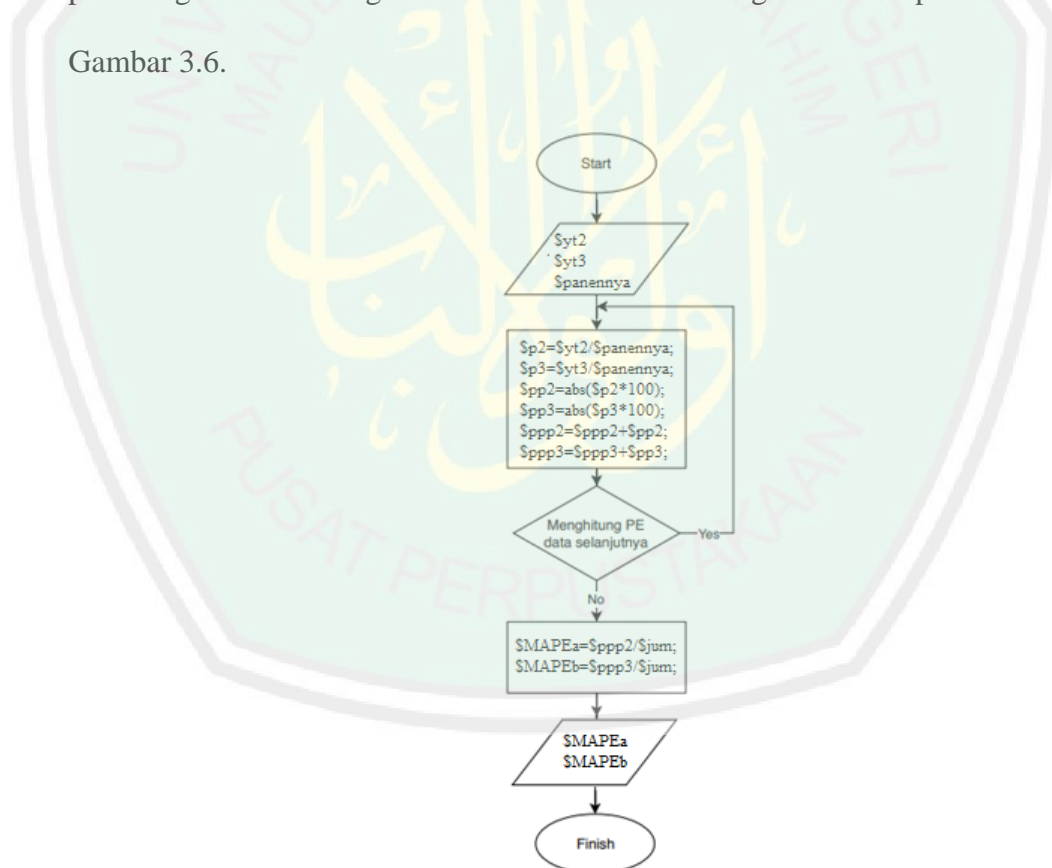 Gambar 3.6.
Start
$yt2
$yt3
$panennya
$p2=$yt2/$panennya;
$p3=$yt3/$panennya;
$pp2=abs($p2*100);
$pp3=abs($p3*100);
$ppp2=$ppp2+$pp2;
$ppp3=$ppp3+$pp3;
Menghitung PE
data selanjutnya
Yes
No
$MAPEa=$ppp2/$jum;
$MAPEb=$ppp3/$jum;
$MAPEa
$MAPEb
Finish
PUSAT PERPUSTAKAAN